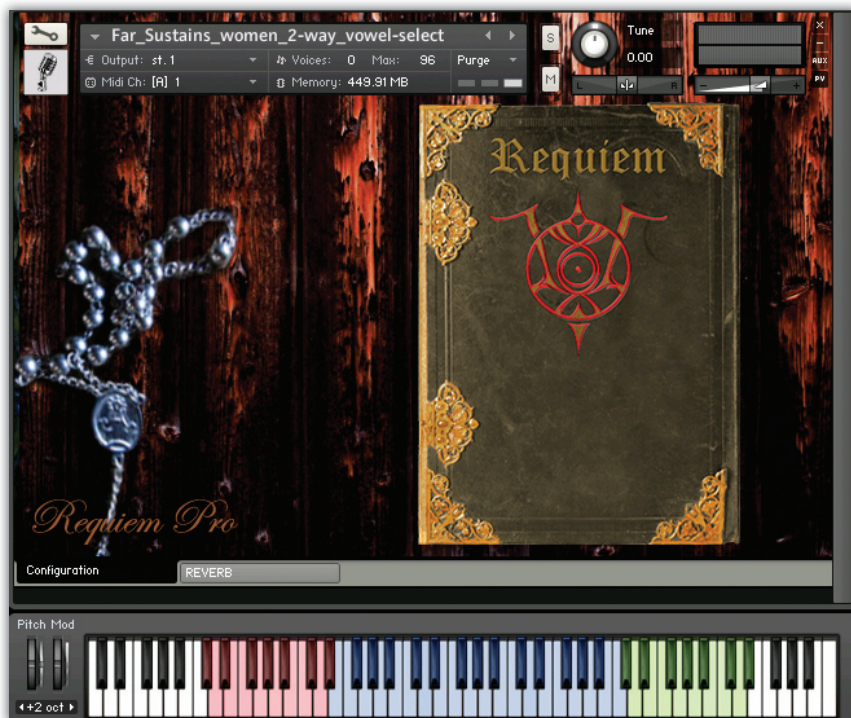 Far_Sustains_women_2-way_vowel-select
Output: st. 1
Voices: 0 Max: 96
Purge
Midi Ch: [A] 1
Memory: 449.91 MB
S
M
Tune
0.00
L
R
-
+
×
–
AUX
PV
Requiem
Requiem Pro
Configuration
REVERB
Pitch Mod
+2 oct